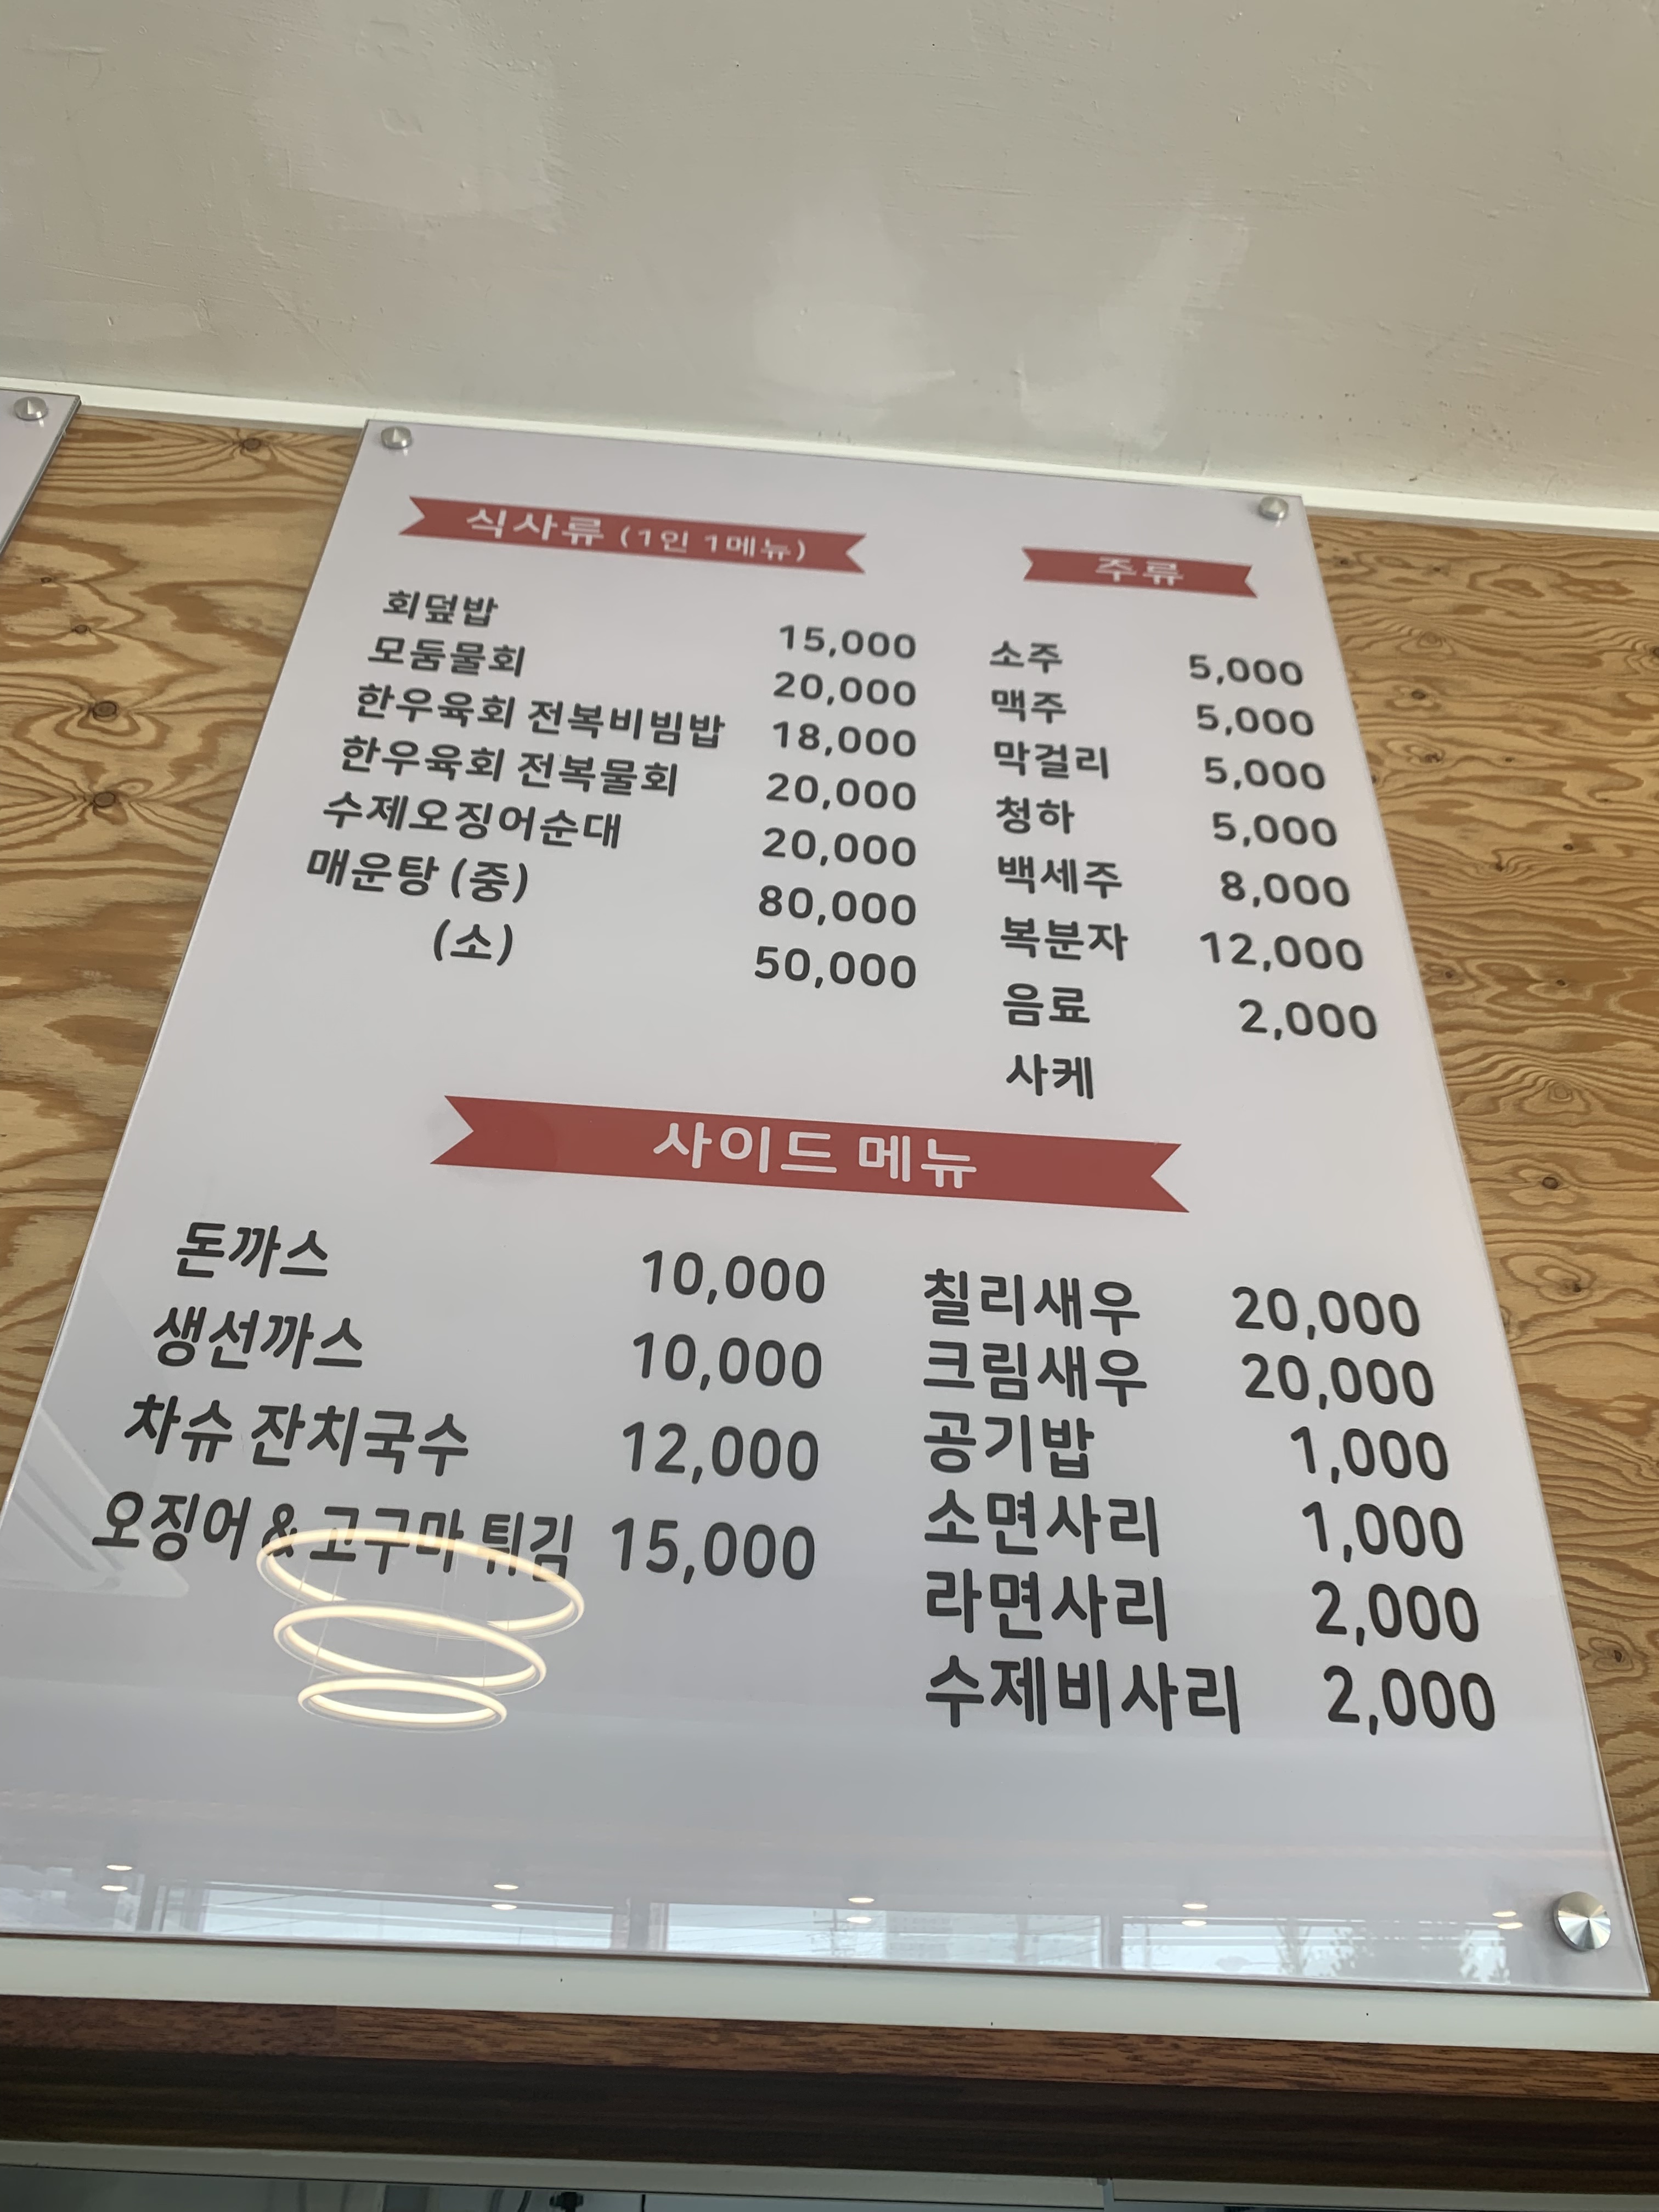 식사류 (1인 1메뉴)
회덮밥 15,000
모둠물회 20,000
한우육회 전복비빔밥 18,000
한우육회 전복물회 20,000
수제오징어순대 20,000
매운탕 (중) 80,000
(소) 50,000
주류
소주 5,000
맥주 5,000
막걸리 5,000
청하 5,000
백세주 8,000
복분자 12,000
음료 2,000
사케
사이드 메뉴
돈까스 10,000
생선까스 10,000
차슈 잔치국수 12,000
오징어 & 고구마 튀김 15,000
칠리새우 20,000
크림새우 20,000
공기밥 1,000
소면사리 1,000
라면사리 2,000
수제비사리 2,000